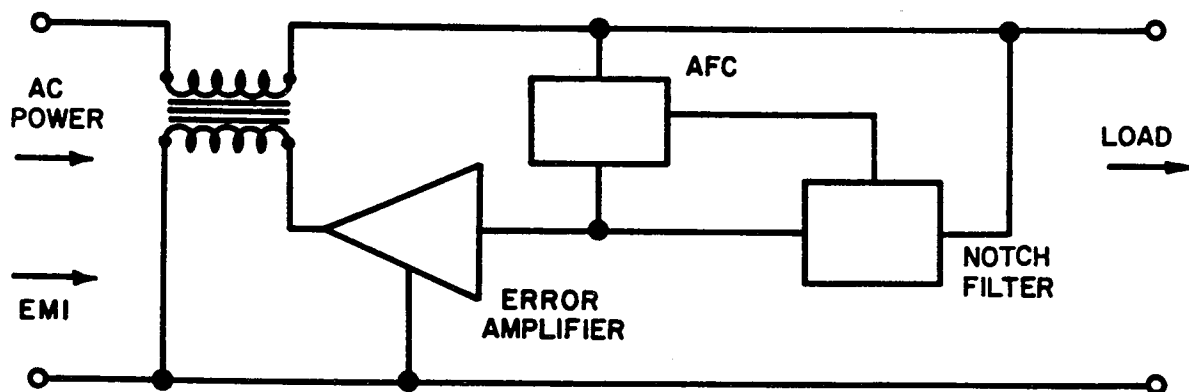 AC
POWER
EMI
AFC
ERROR
AMPLIFIER
NOTCH
FILTER
LOAD